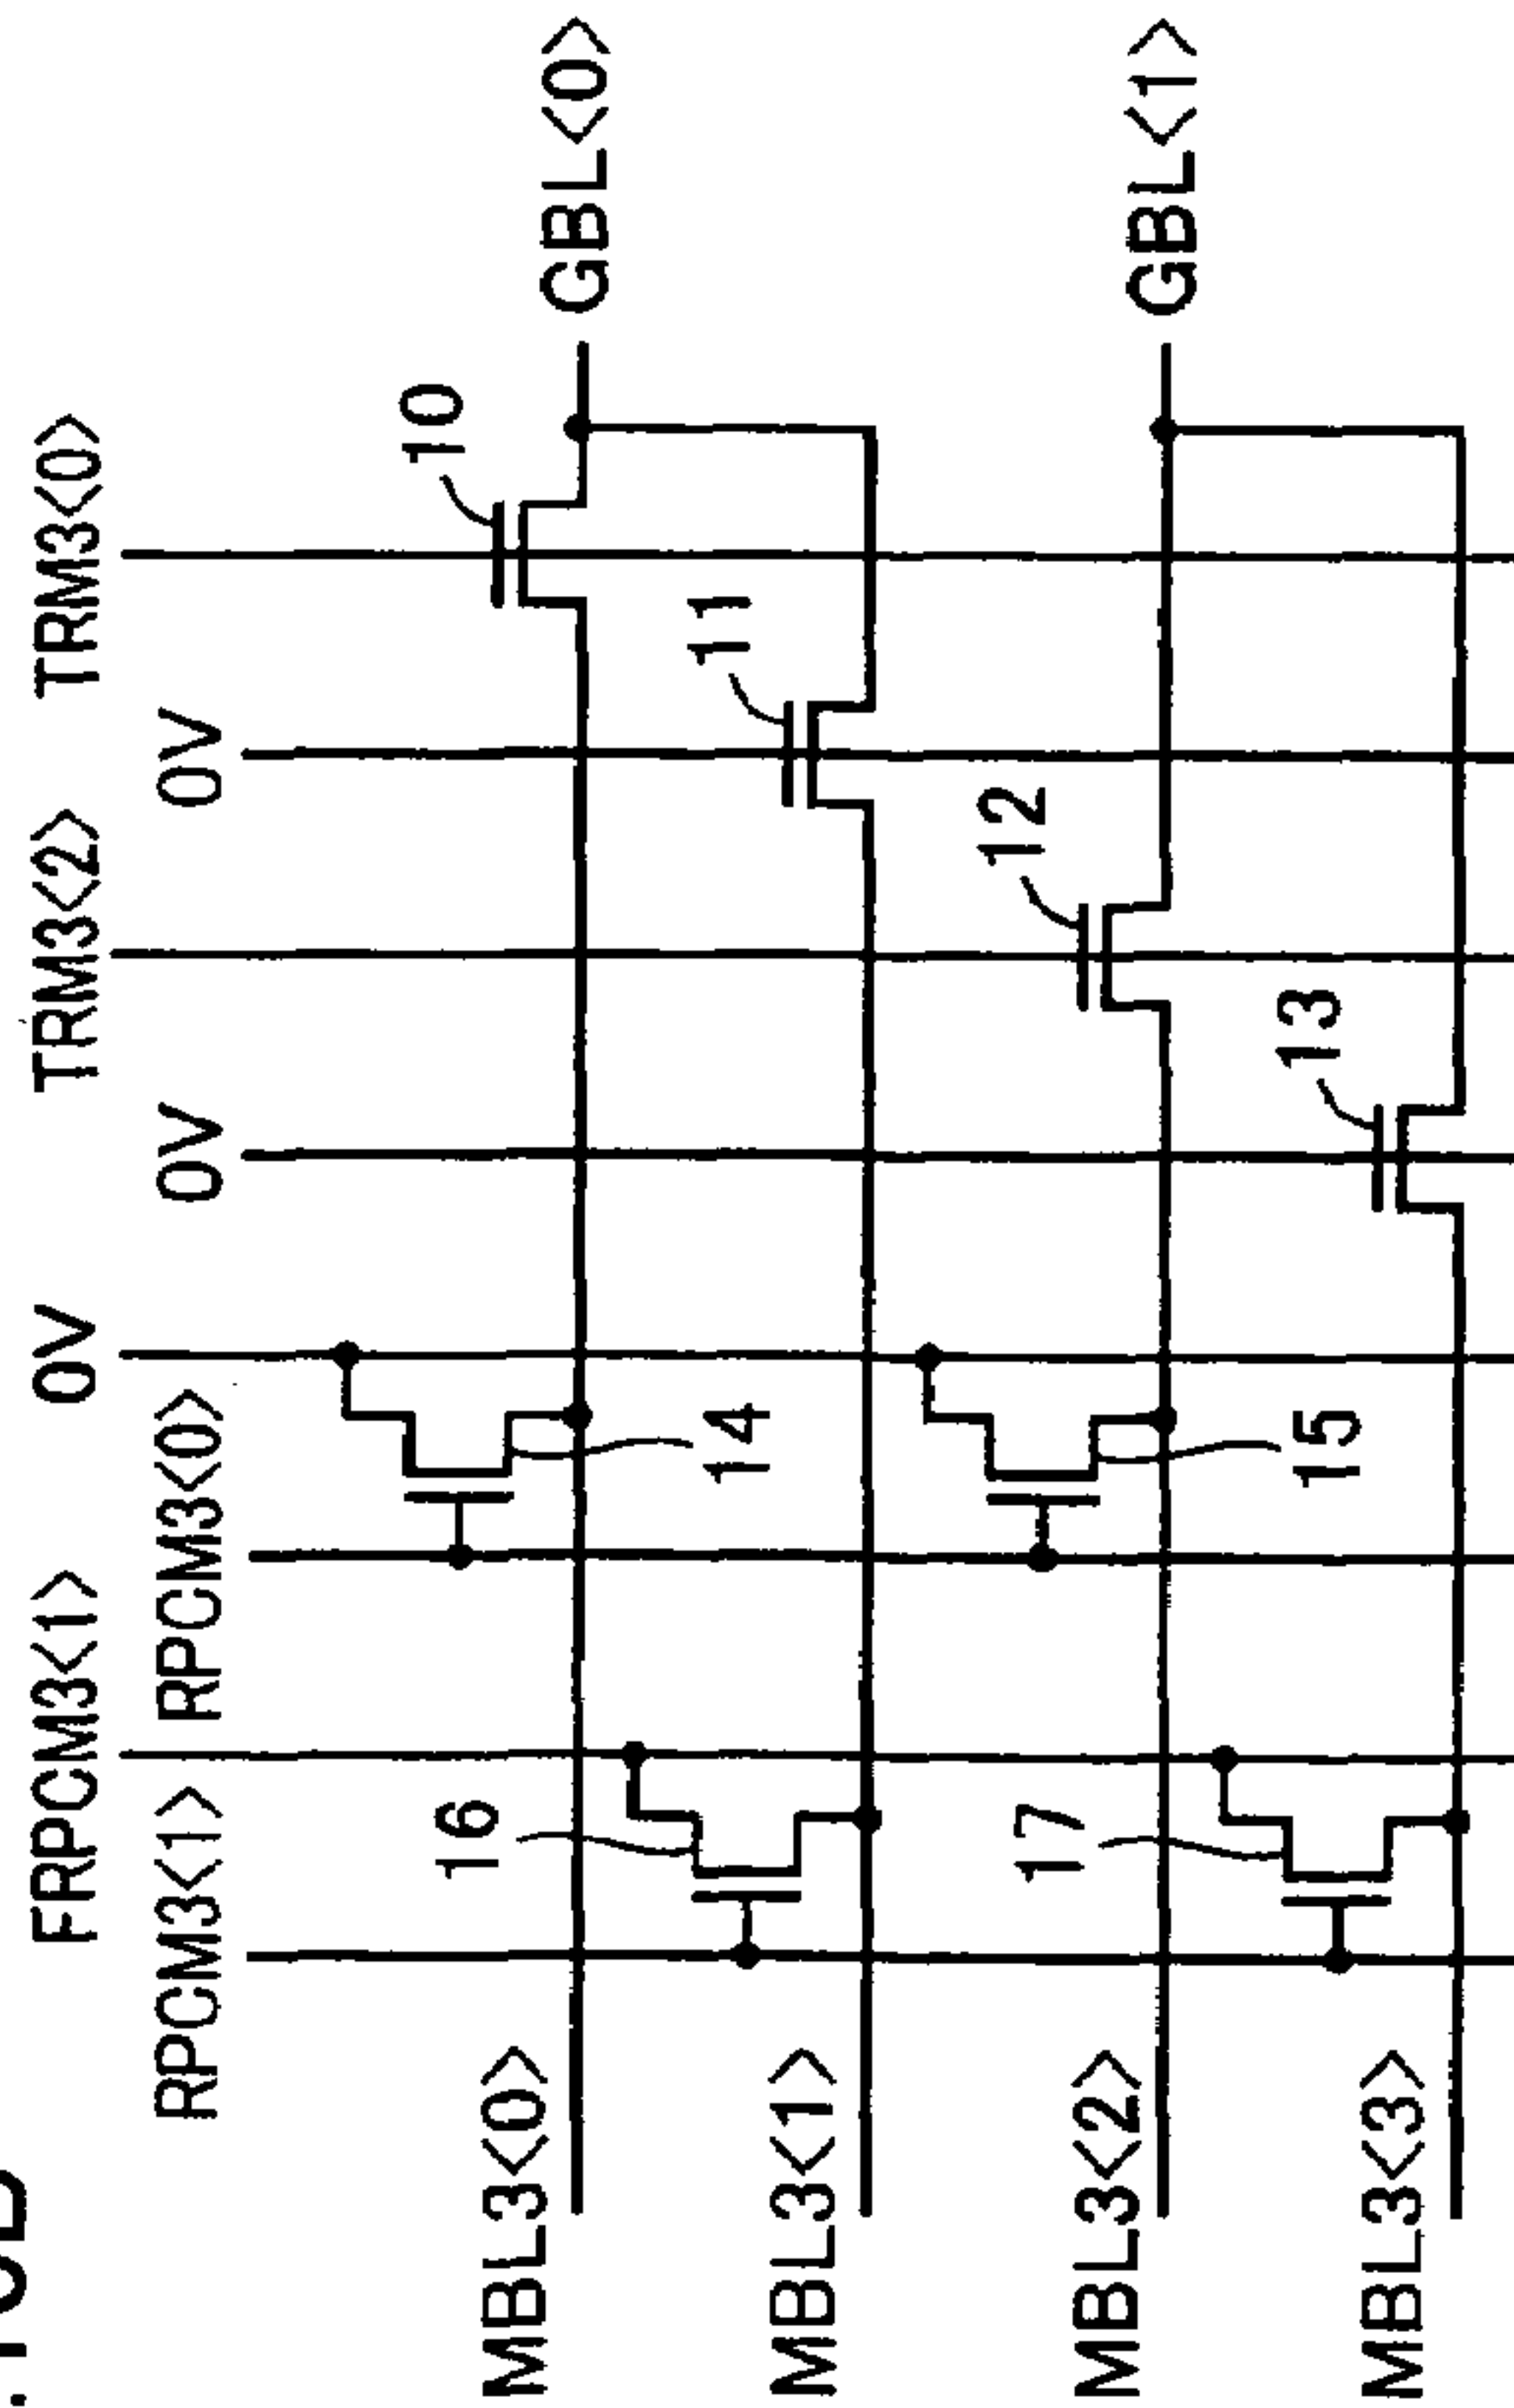 FRPCM3<1>
0V
TRM3<2>
TRM3<0>
RPCM3<1>
RPCM3<0>
0V
0V
16
10
MBL3<0>
GBL<0>
14
11
MBL3<1>
17
12
MBL3<2>
GBL<1>
15
13
MBL3<3>